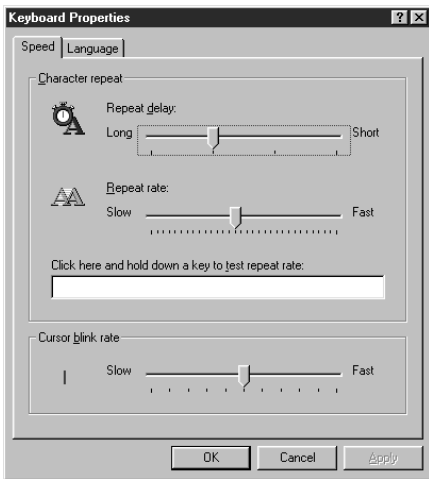 Keyboard Properties
Speed Language
Character repeat
Repeat delay:
Long Short
Repeat rate:
Slow Fast
Click here and hold down a key to test repeat rate:
Cursor blink rate
Slow Fast
OK Cancel Apply